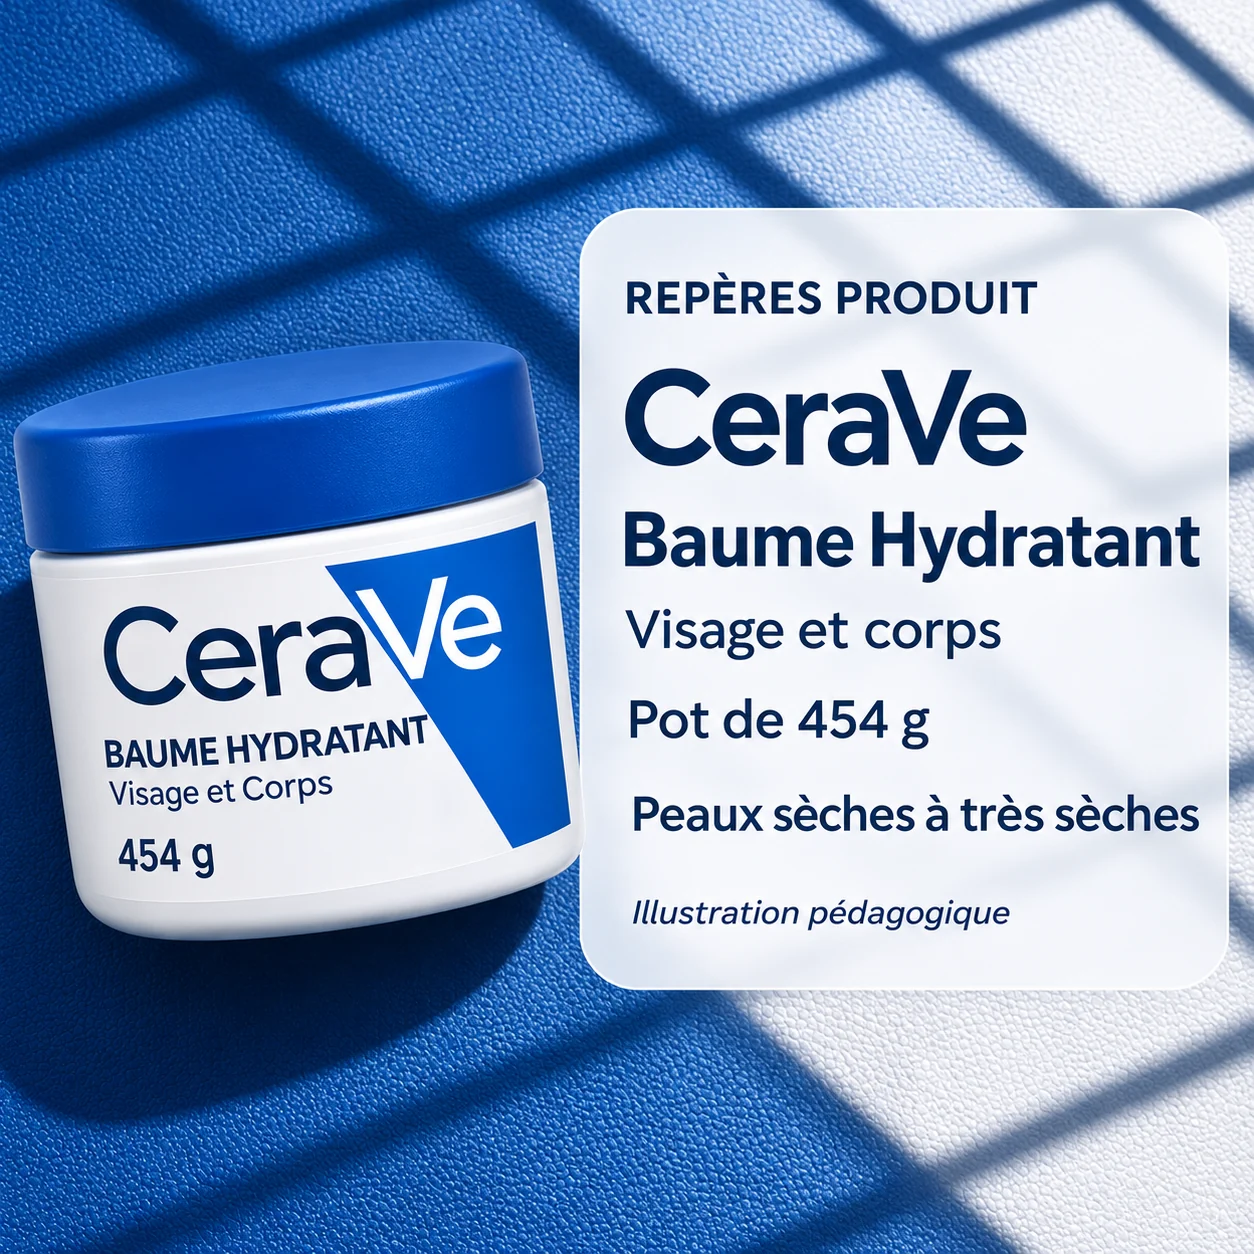 CeraVe
BAUME HYDRATANT
Visage et Corps
454 g
REPÈRES PRODUIT
CeraVe
Baume Hydratant
Visage et corps
Pot de 454 g
Peaux sèches à très sèches
Illustration pédagogique